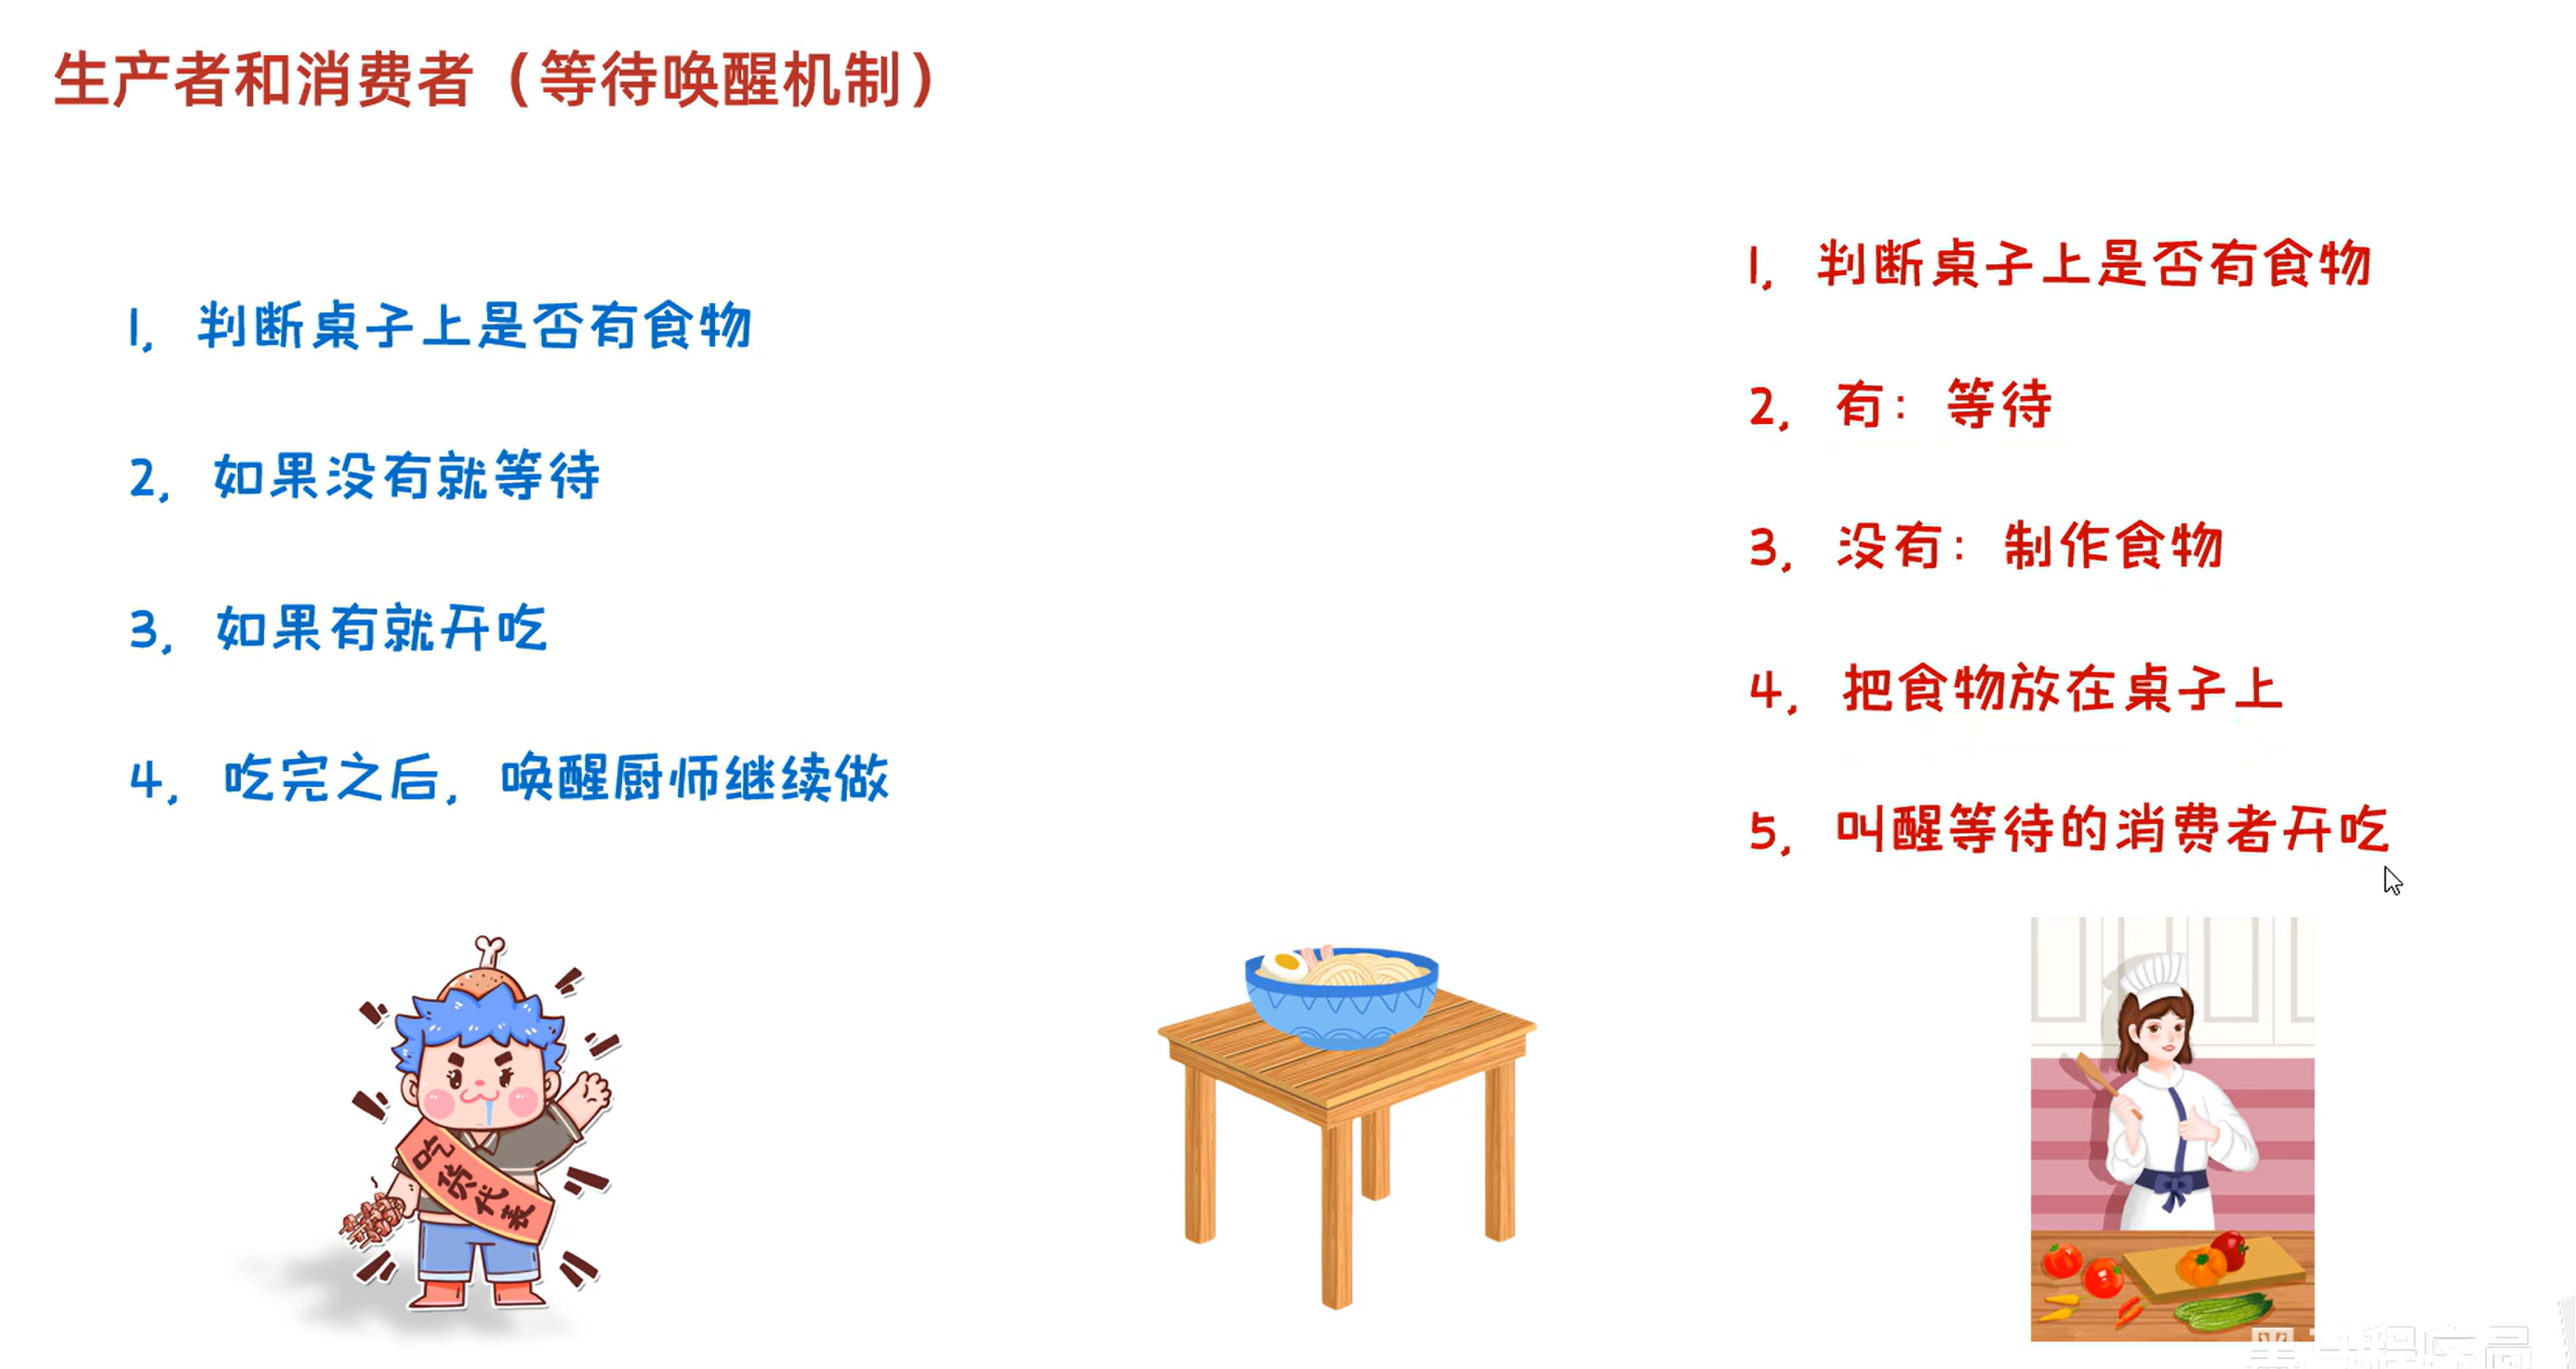 生产者和消费者（等待唤醒机制）
1，判断桌子上是否有食物
2，如果没有就等待
3，如果有就开吃
4，吃完之后，唤醒厨师继续做
1，判断桌子上是否有食物
2，有：等待
3，没有：制作食物
4，把食物放在桌子上
5，叫醒等待的消费者开吃
吃货代表
黑马程序员